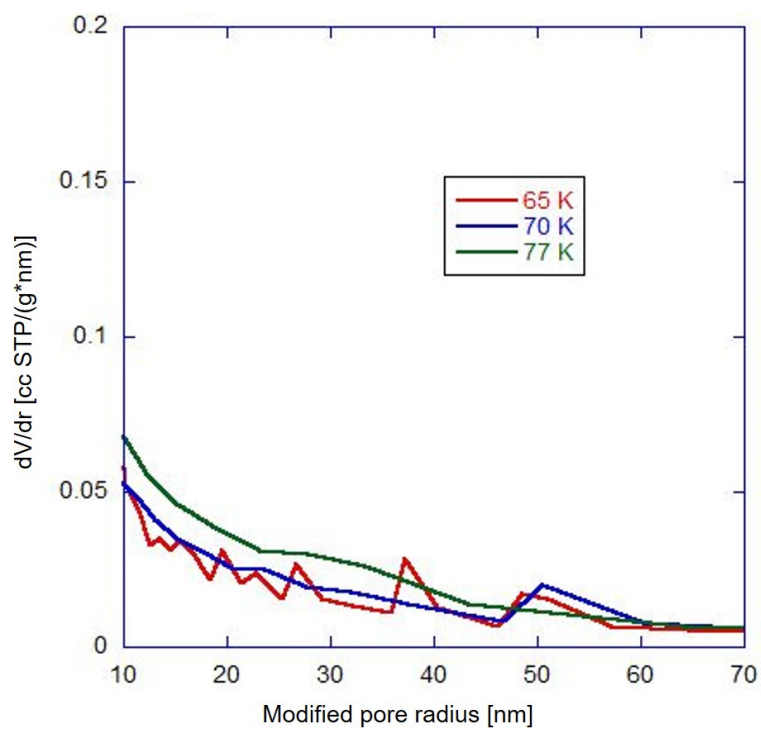 0.2
0.15
0.1
0.05
0
dV/dr [cc STP/(g*nm)]
65 K
70 K
77 K
10 20 30 40 50 60 70
Modified pore radius [nm]